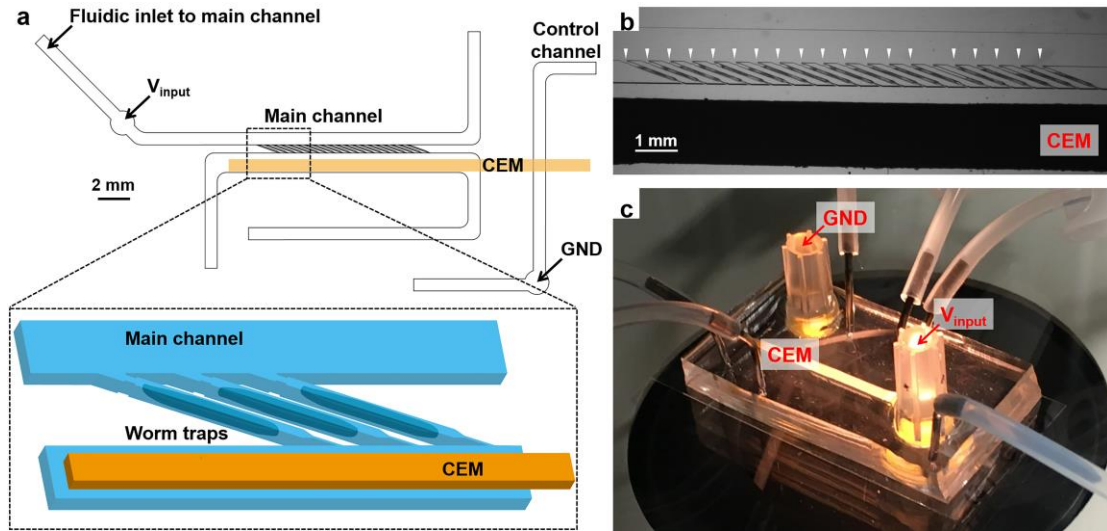 a
Fluidic inlet to main channel
Vinput
Control
channel
Main channel
CEM
2 mm
GND
Main channel
Worm traps
CEM
b
1 mm
CEM
c
GND
Vinput
CEM